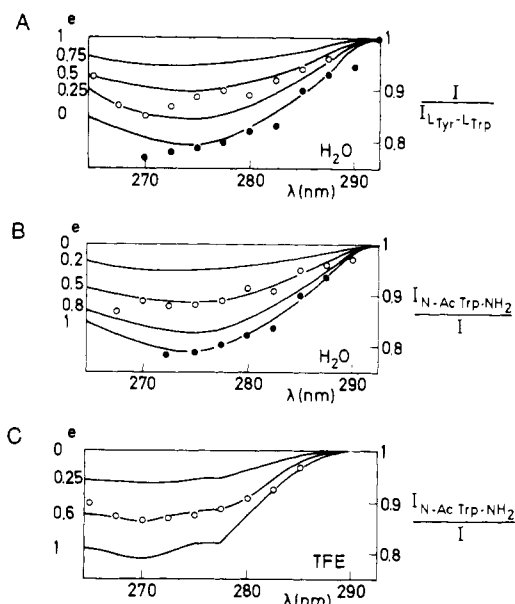 A
e
1
0.75
0.5
0.25
0
1
0.9
0.8
I
I L Tyr - L Trp
H2O
270 280 290
λ(nm)
B
e
0
0.2
0.5
0.8
1
1
0.9
0.8
I N-Ac Trp-NH2
I
H2O
270 280 290
λ(nm)
C
e
0
0.25
0.6
1
1
0.9
0.8
I N-Ac Trp-NH2
I
TFE
270 280 290
λ(nm)